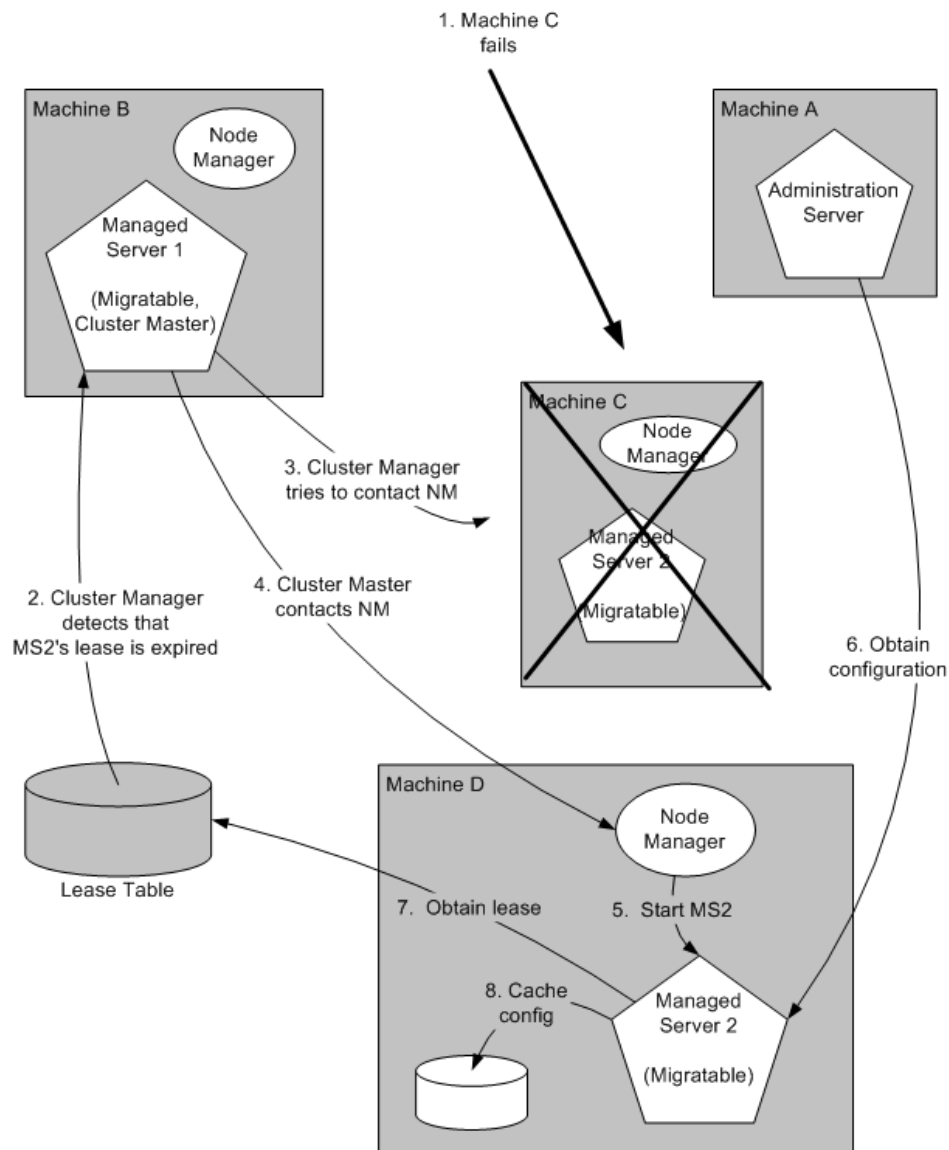 1. Machine C
fails
Machine B
Node
Manager
Managed
Server 1
(Migratable,
Cluster Master)
Machine A
Administration
Server
Machine C
Node
Manager
Managed
Server 2
(Migratable)
3. Cluster Manager
tries to contact NM
4. Cluster Master
contacts NM
2. Cluster Manager
detects that
MS2's lease is expired
6. Obtain
configuration
Lease Table
Machine D
Node
Manager
7. Obtain lease
5. Start MS2
8. Cache
config
Managed
Server 2
(Migratable)